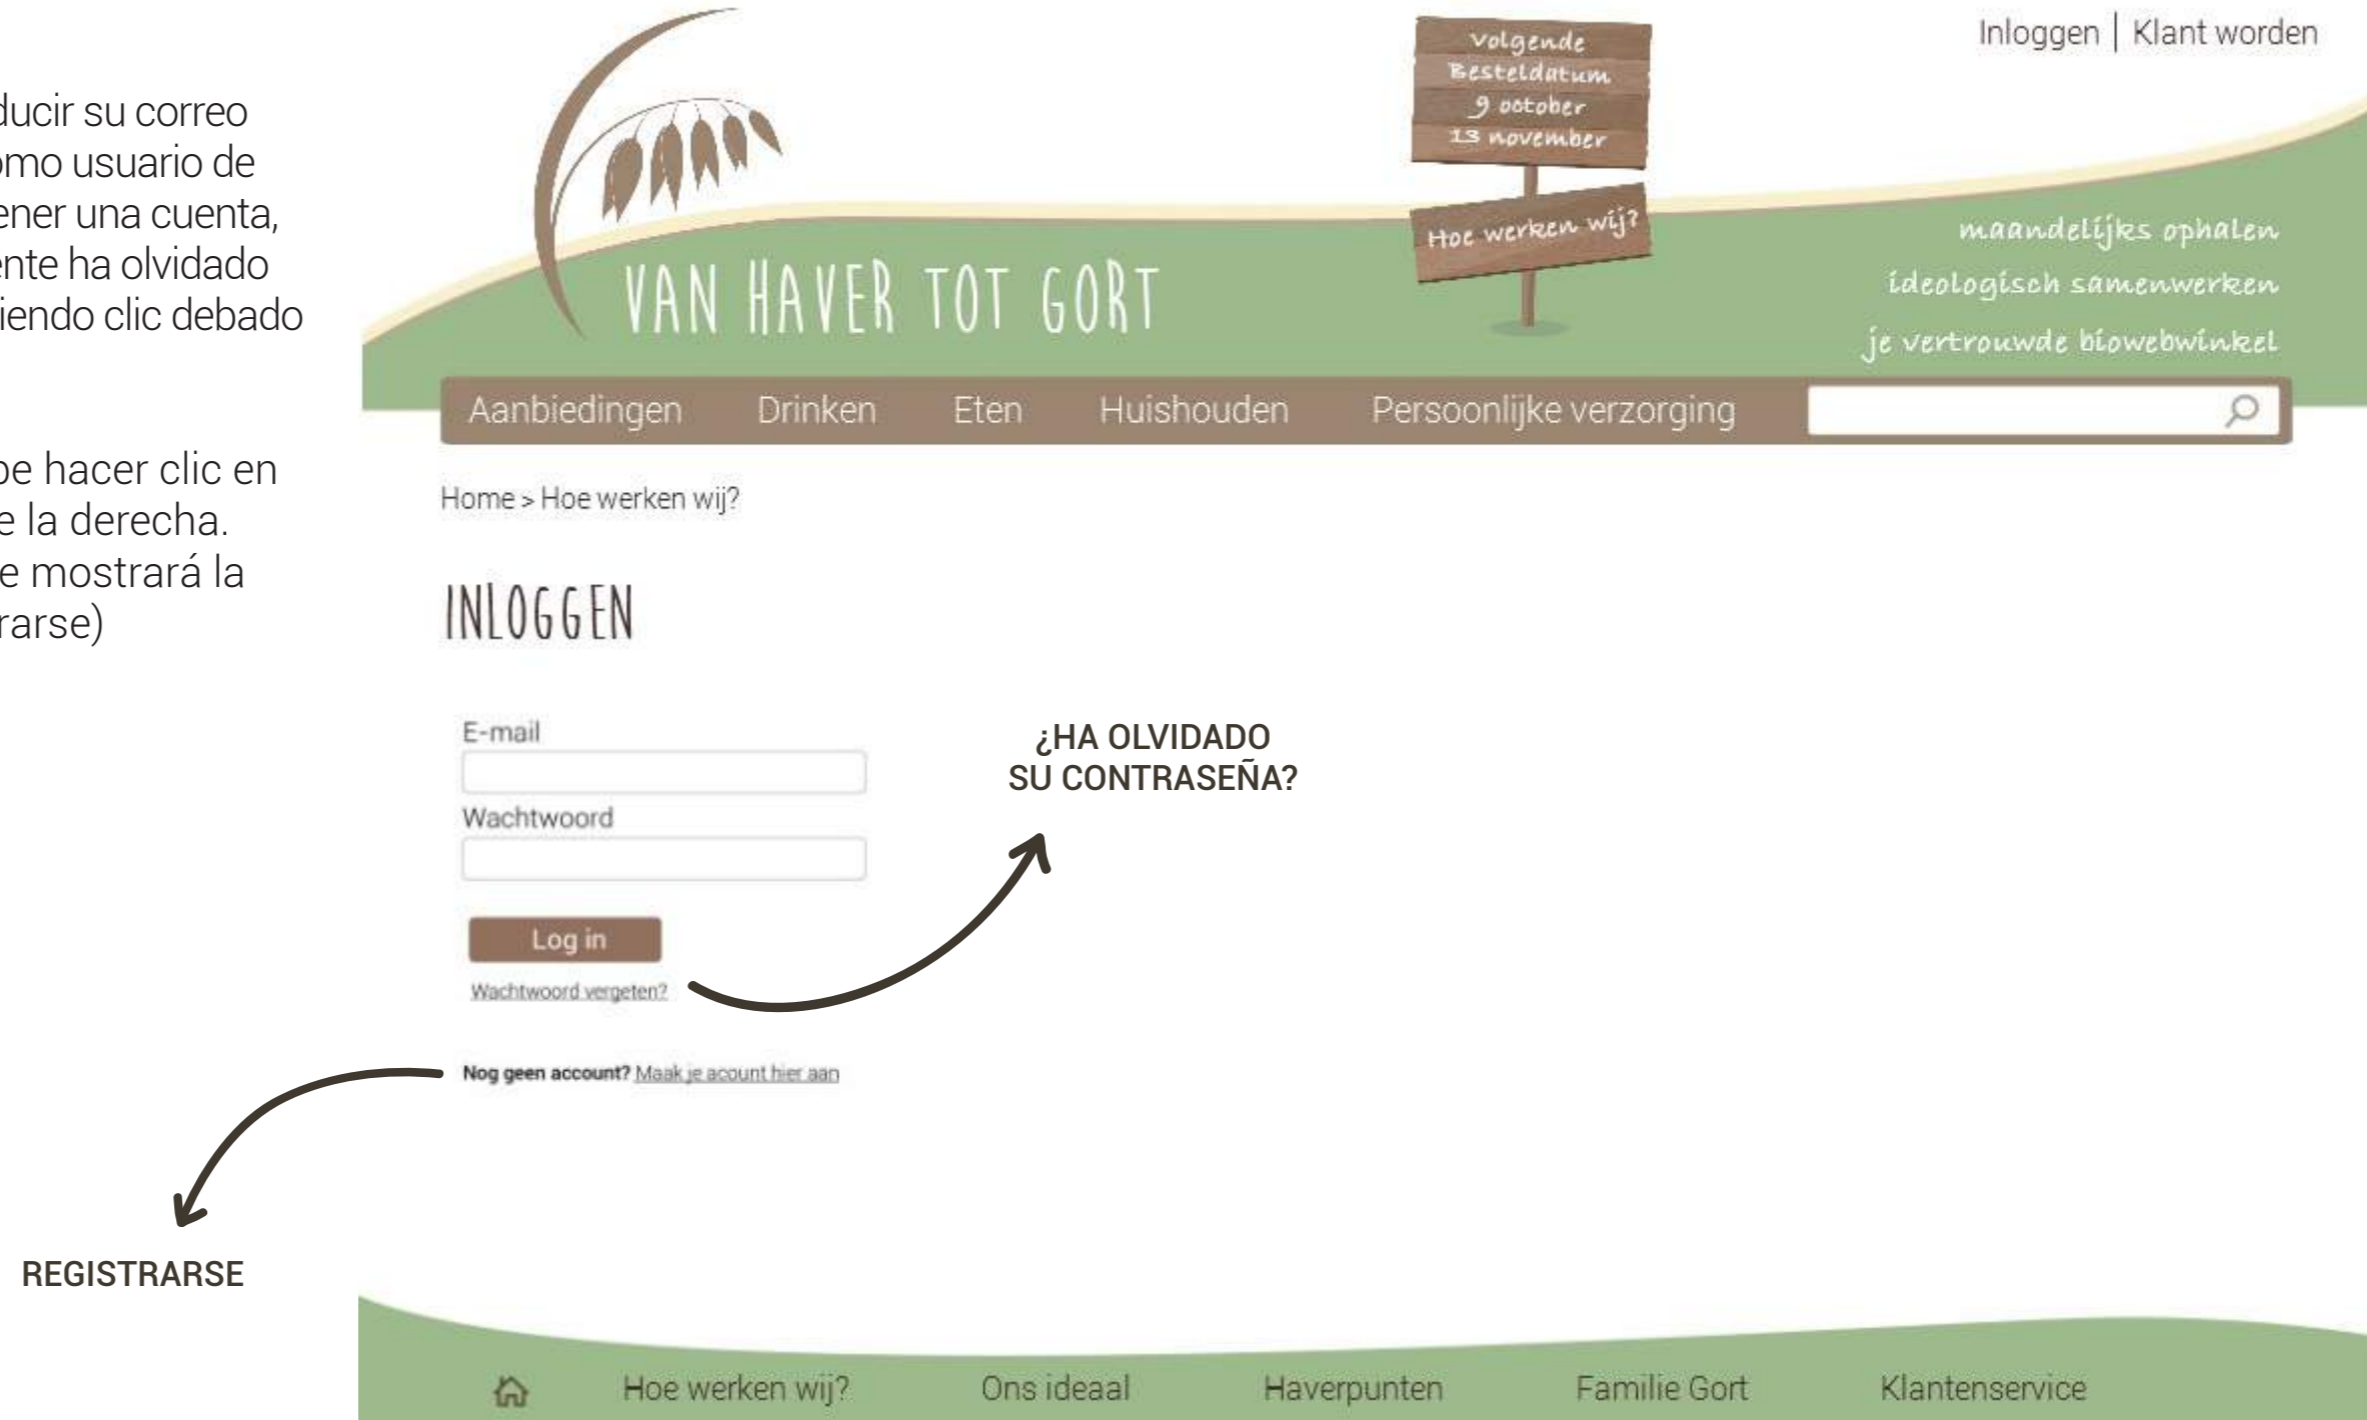 ducir su correo
omo usuario de
ener una cuenta,
ente ha olvidado
iendo clic debado
be hacer clic en
e la derecha.
e mostrará la
rarse)
Inloggen | Klant worden
Volgende
Besteldatum
9 october
13 november
Hoe werken wij?
VAN HAVER TOT GORT
maandelijks ophalen
ideologisch samenwerken
je vertrouwde biowebwinkel
Aanbiedingen Drinken Eten Huishouden Persoonlijke verzorging
Home > Hoe werken wij?
INLOGGEN
E-mail
Wachtwoord
Log in
Wachtwoord vergeten?
Nog geen account? Maak je acount hier aan
¿HA OLVIDADO
SU CONTRASEÑA?
REGISTRARSE
Hoe werken wij? Ons ideaal Haverpunten Familie Gort Klantenservice